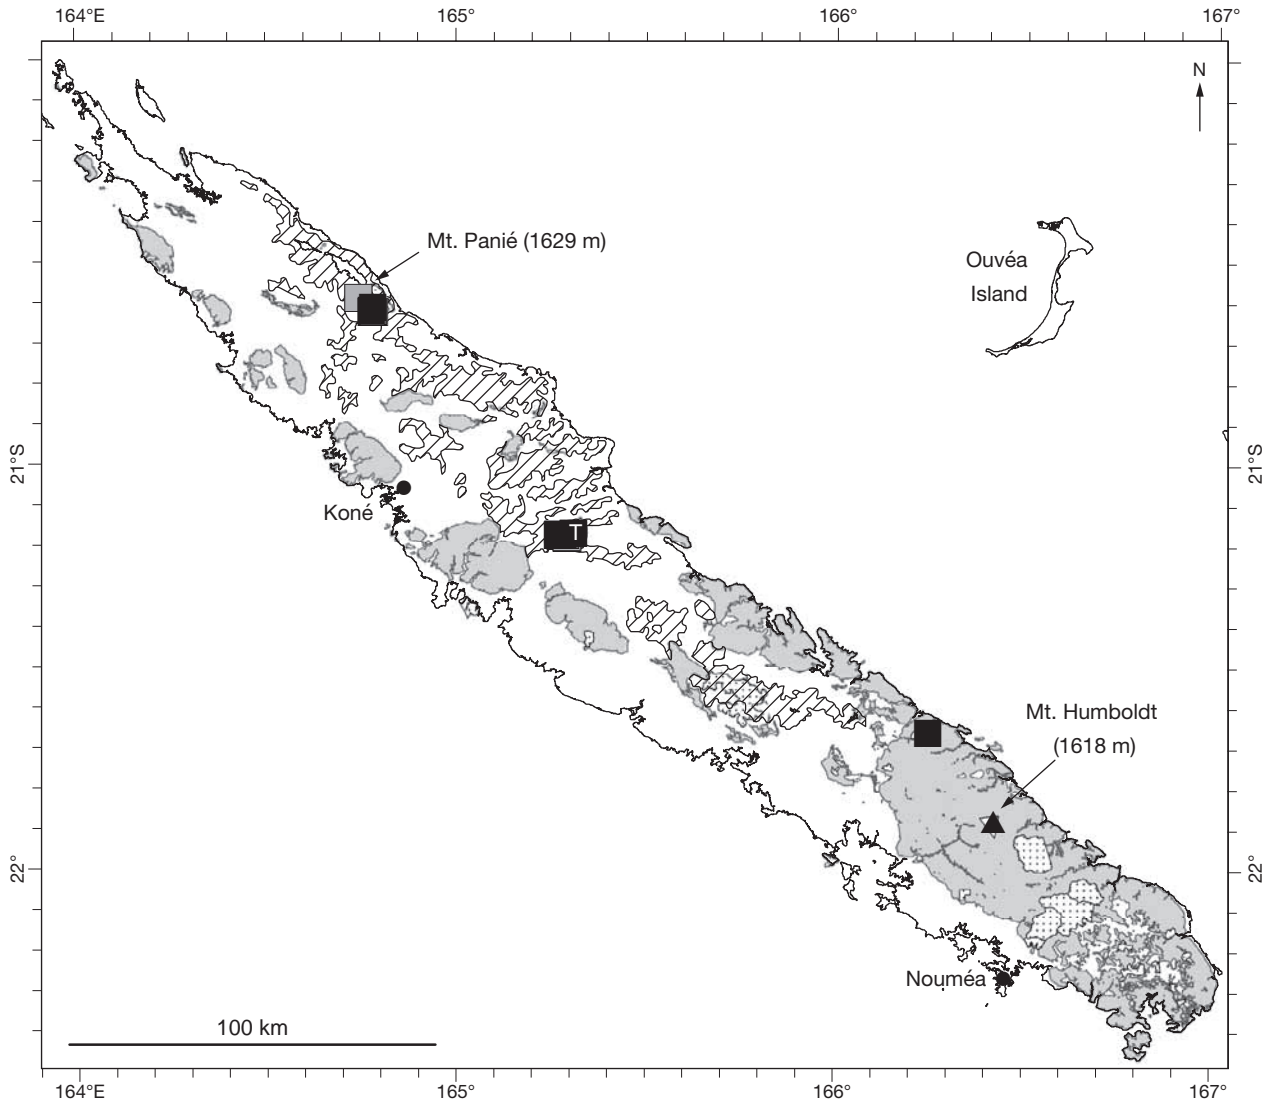 164°E 165° 166° 167°
N
Mt. Panié (1629 m)
Ouvéa
Island
21°S 21°S
Koné
T
Mt. Humboldt
(1618 m)
22° 22°
Nouméa
100 km
164°E 165° 166° 167°